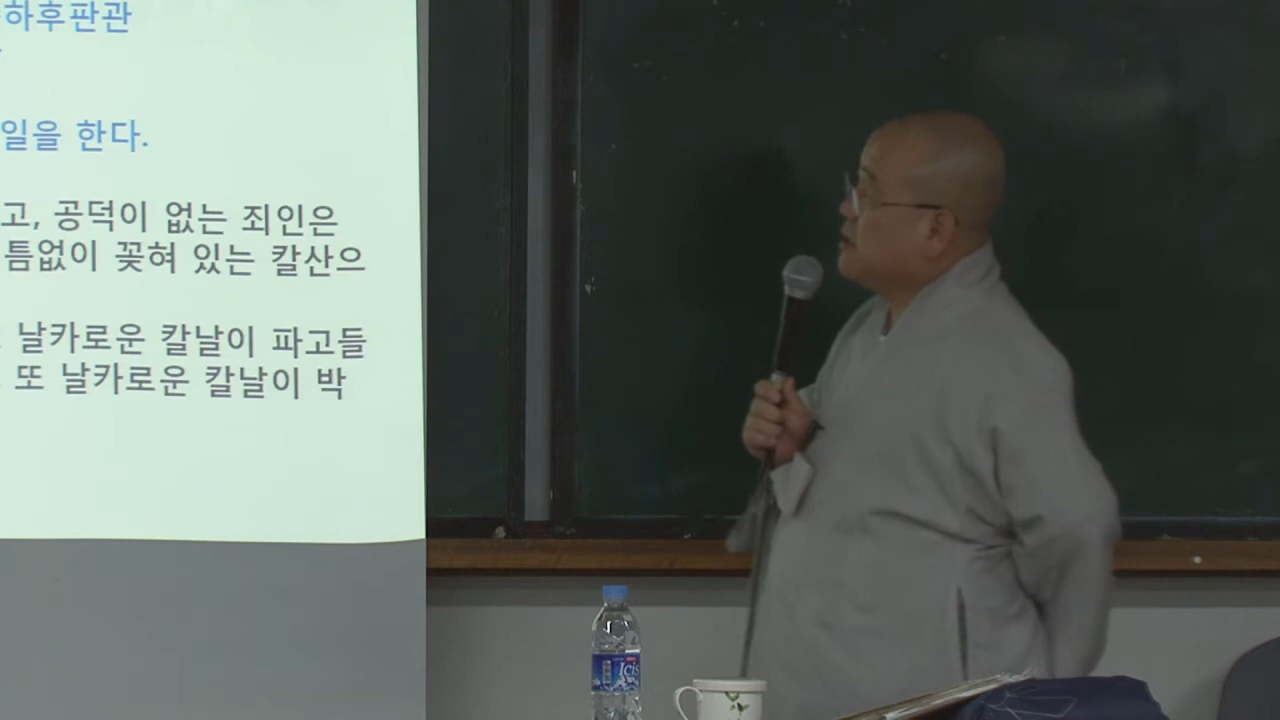 하후판관
일을 한다.
고, 공덕이 없는 죄인은
틈없이 꽂혀 있는 칼산으
날카로운 칼날이 파고들
또 날카로운 칼날이 박
Icis